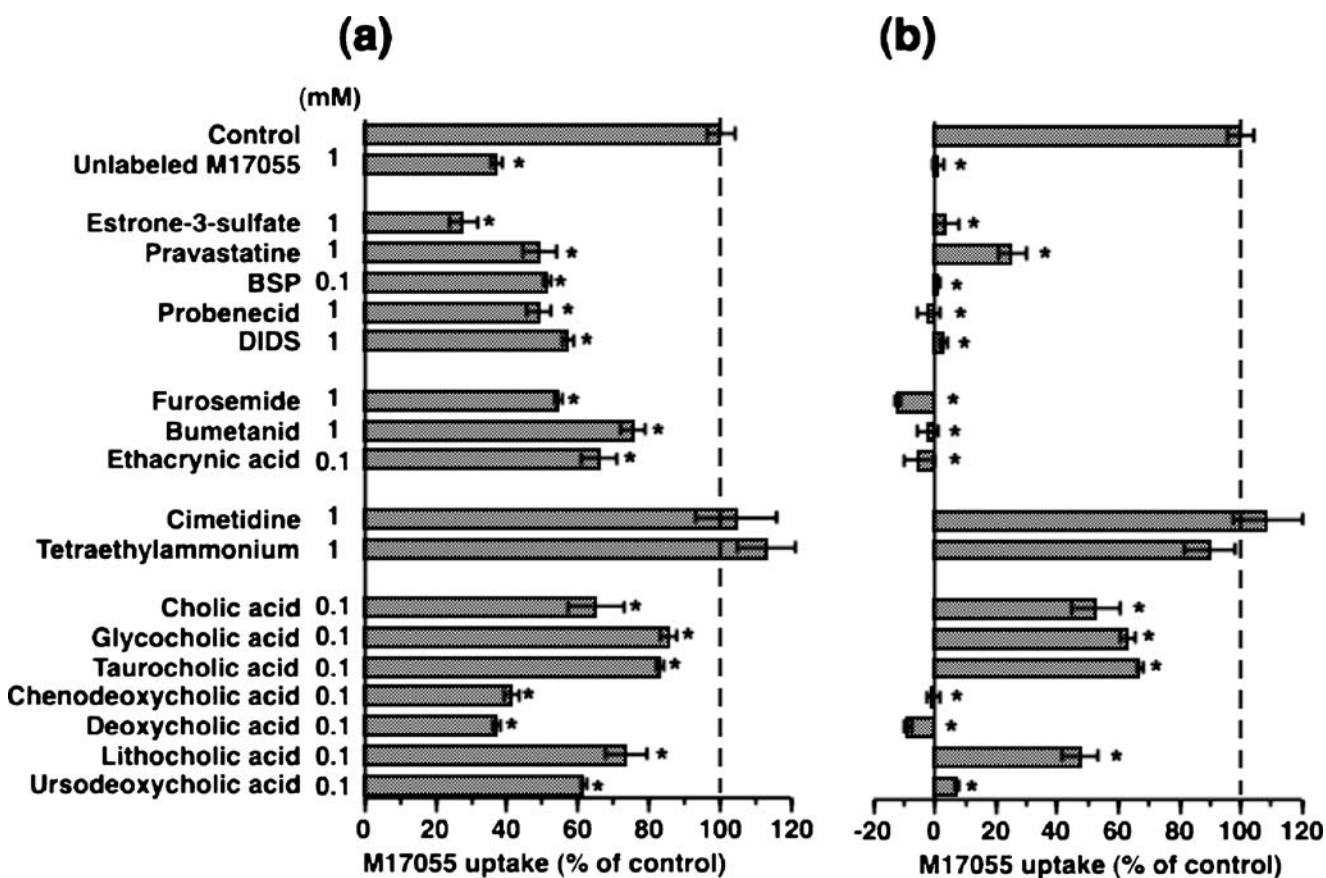 (a) (b)
(mM)
Control
Unlabeled M17055 1 * *
Estrone-3-sulfate 1 * *
Pravastatine 1 * *
BSP 0.1 * *
Probenecid 1 * *
DIDS 1 * *
Furosemide 1 * *
Bumetanid 1 * *
Ethacrynic acid 0.1 * *
Cimetidine 1
Tetraethylammonium 1
Cholic acid 0.1 * *
Glycocholic acid 0.1 * *
Taurocholic acid 0.1 * *
Chenodeoxycholic acid 0.1 * *
Deoxycholic acid 0.1 * *
Lithocholic acid 0.1 * *
Ursodeoxycholic acid 0.1 * *
0 20 40 60 80 100 120 -20 0 20 40 60 80 100 120
M17055 uptake (% of control) M17055 uptake (% of control)